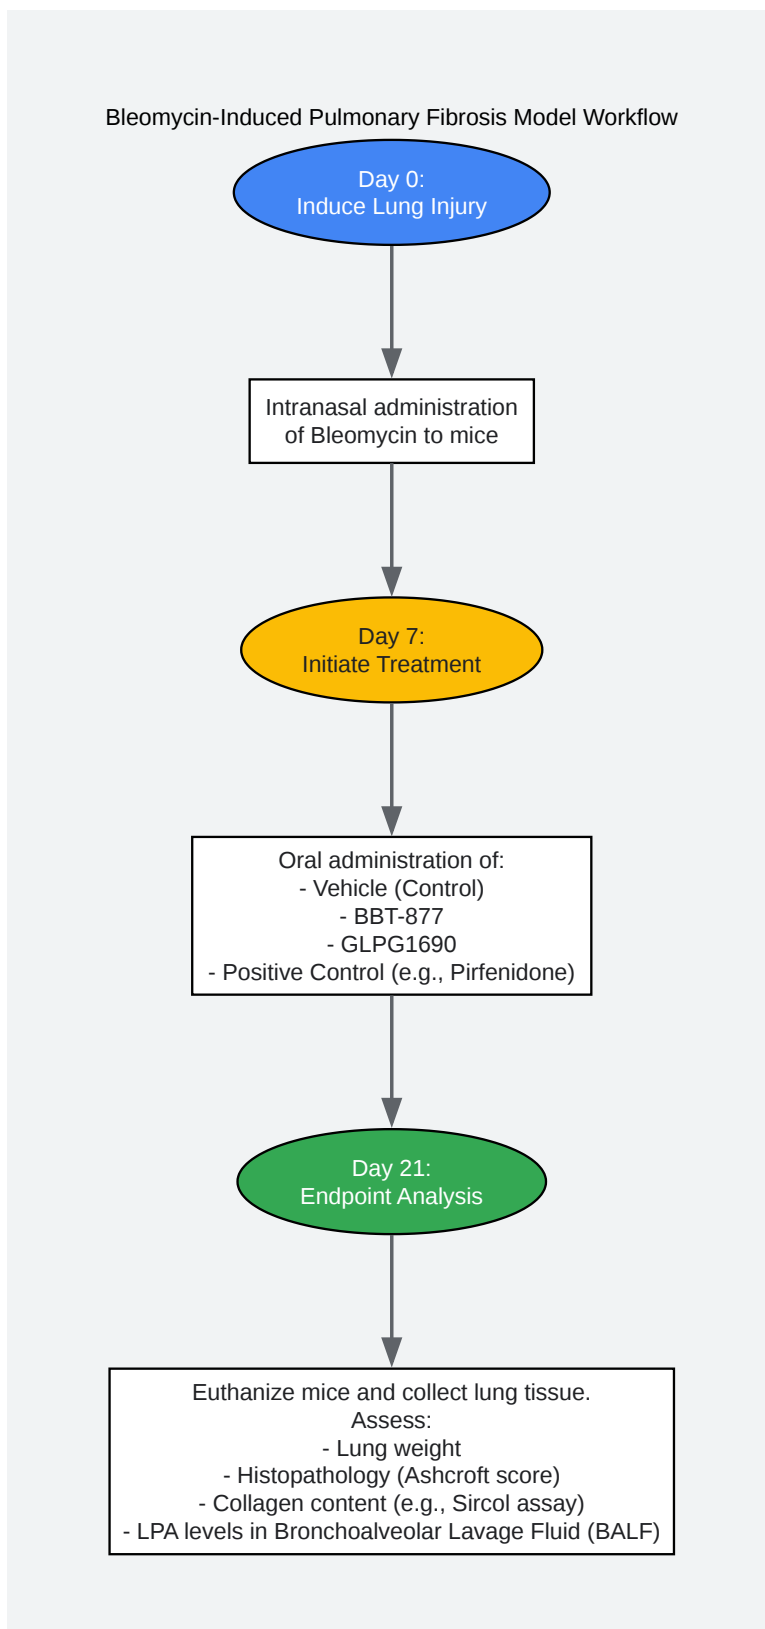 Bleomycin-Induced Pulmonary Fibrosis Model Workflow
Day 0:
Induce Lung Injury
Intranasal administration
of Bleomycin to mice
Day 7:
Initiate Treatment
Oral administration of:
- Vehicle (Control)
- BBT-877
- GLPG1690
- Positive Control (e.g., Pirfenidone)
Day 21:
Endpoint Analysis
Euthanize mice and collect lung tissue.
Assess:
- Lung weight
- Histopathology (Ashcroft score)
- Collagen content (e.g., Sircol assay)
- LPA levels in Bronchoalveolar Lavage Fluid (BALF)